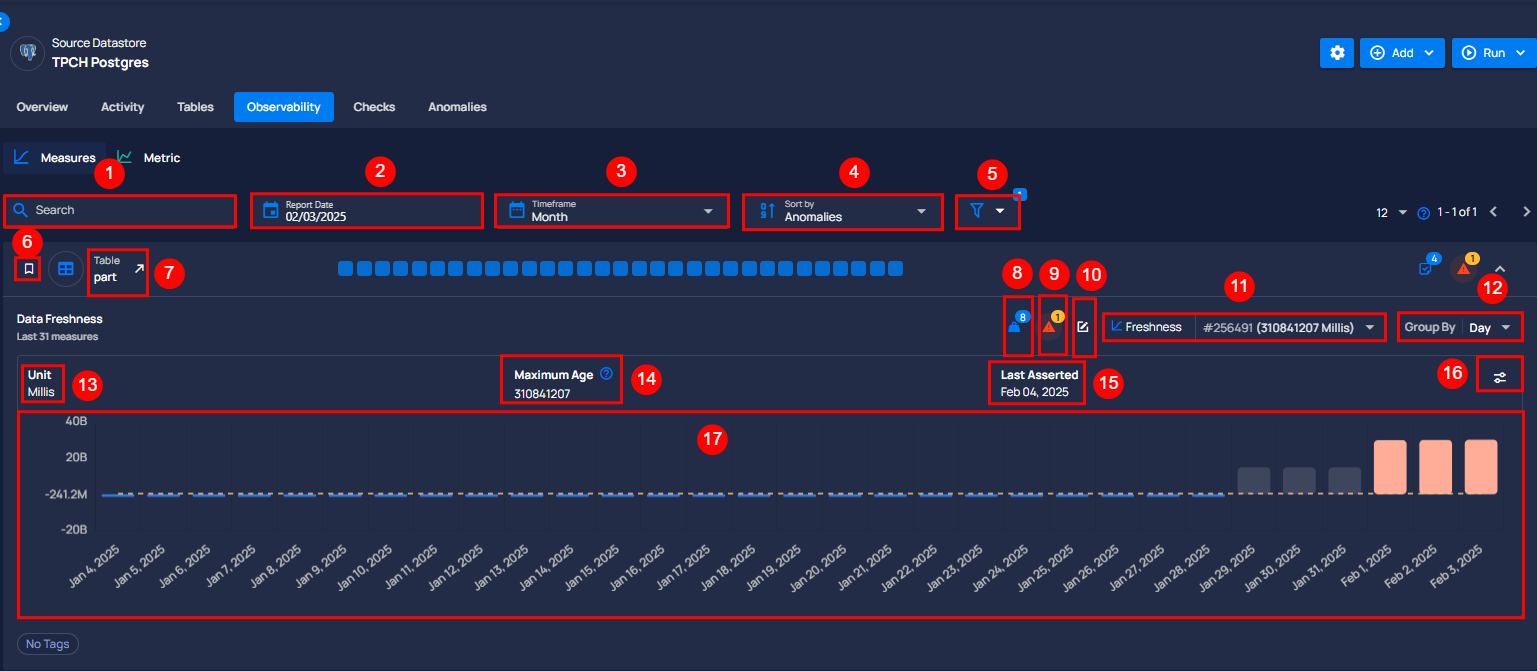 Source Datastore
TPCH Postgres
Add
Run
Overview
Activity
Tables
Observability
Checks
Anomalies
Measures
Metric
1
2
3
4
5
Search
Report Date
02/03/2025
Timeframe
Month
Sort by
Anomalies
1
12
1 - 1 of 1
6
Table
part
7
8
9
10
11
4
1
12
Data Freshness
Last 31 measures
8
1
Freshness
#256491 (310841207 Millis)
Group By
Day
Unit
Millis
13
Maximum Age
310841207
14
Last Asserted
Feb 04, 2025
15
16
17
40B
20B
-241.2M
-20B
Jan 4, 2025
Jan 5, 2025
Jan 6, 2025
Jan 7, 2025
Jan 8, 2025
Jan 9, 2025
Jan 10, 2025
Jan 11, 2025
Jan 12, 2025
Jan 13, 2025
Jan 14, 2025
Jan 15, 2025
Jan 16, 2025
Jan 17, 2025
Jan 18, 2025
Jan 19, 2025
Jan 20, 2025
Jan 21, 2025
Jan 22, 2025
Jan 23, 2025
Jan 24, 2025
Jan 25, 2025
Jan 26, 2025
Jan 27, 2025
Jan 28, 2025
Jan 29, 2025
Jan 30, 2025
Jan 31, 2025
Feb 1, 2025
Feb 2, 2025
Feb 3, 2025
No Tags